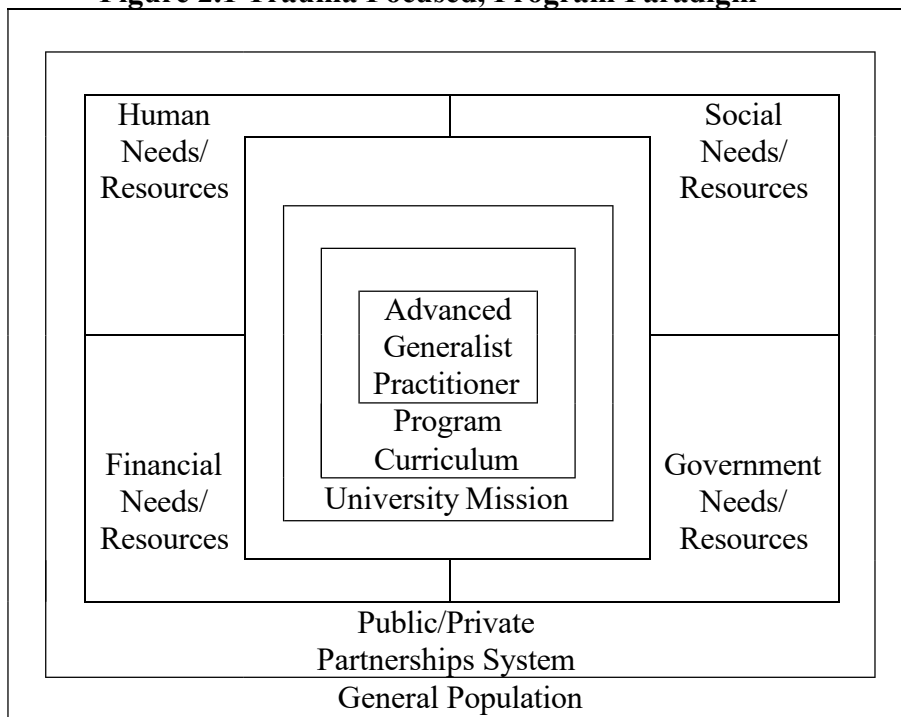 Figure 2.1 Trauma-Focused, Program Paradigm
Human
Needs/
Resources
Social
Needs/
Resources
Advanced
Generalist
Practitioner
Program
Curriculum
University Mission
Financial
Needs/
Resources
Government
Needs/
Resources
Public/Private
Partnerships System
General Population